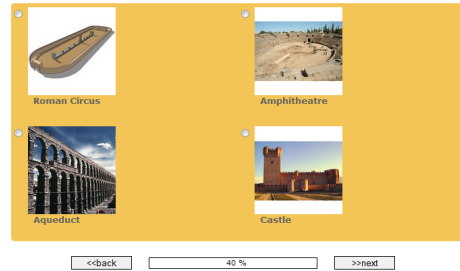 Roman Circus
Amphitheatre
Aqueduct
Castle
<<back
40 %
>>next